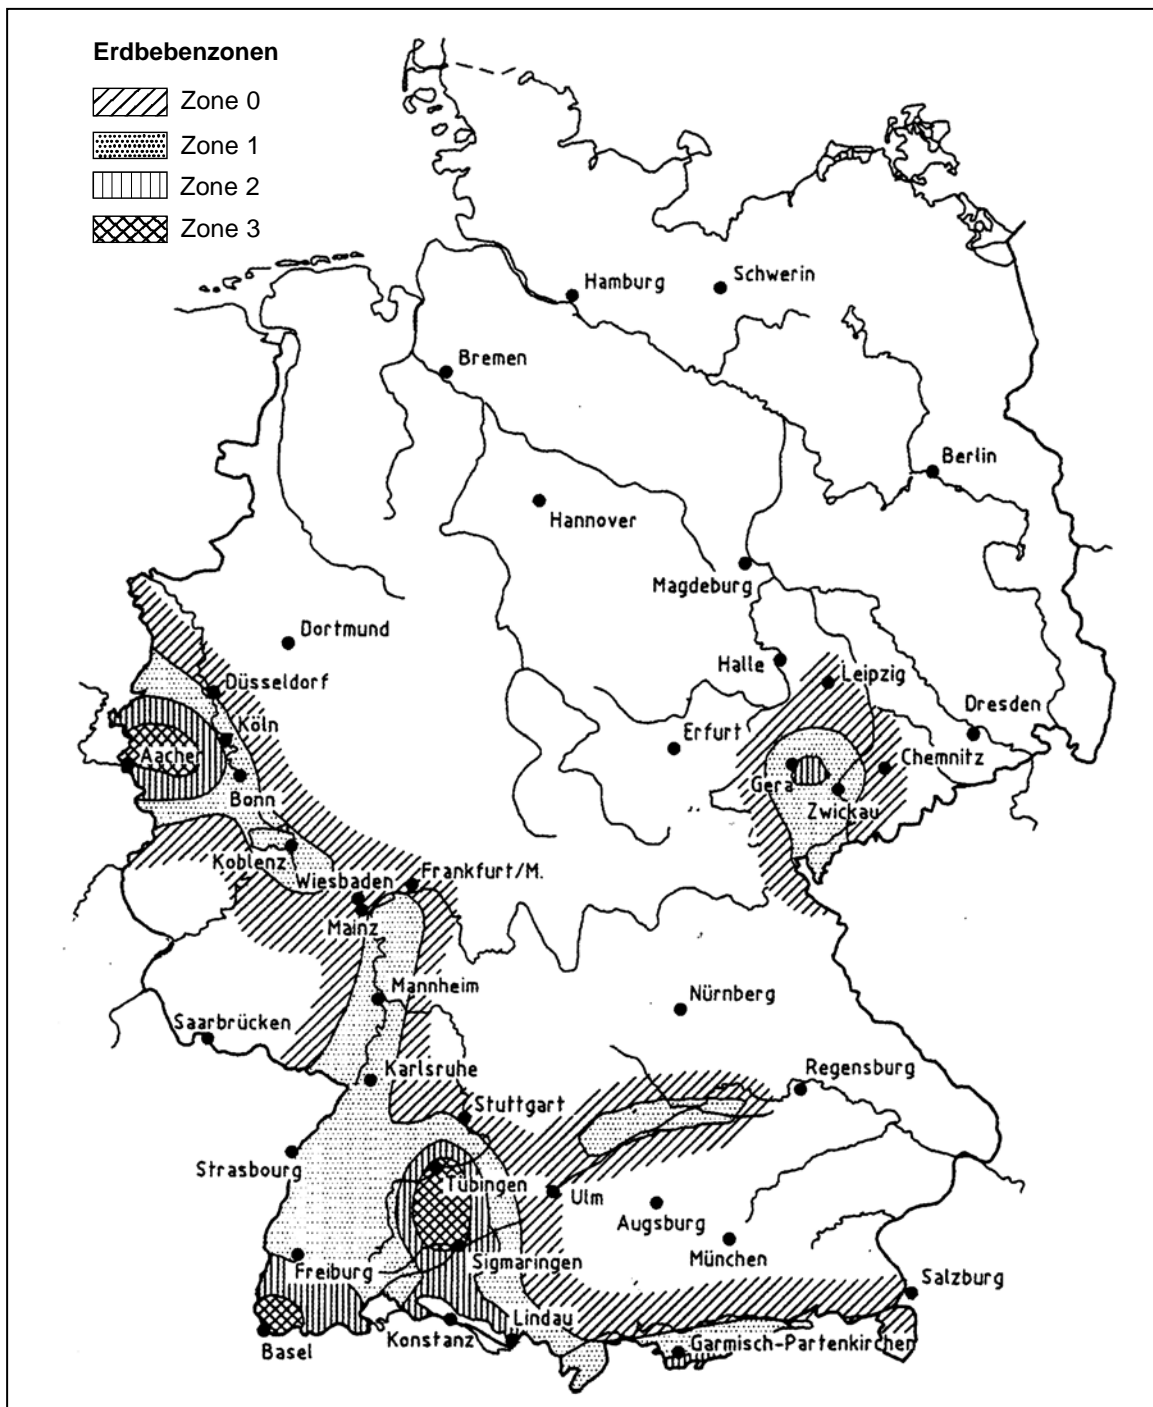 Erdbebenzonen
Zone 0
Zone 1
Zone 2
Zone 3
Hamburg
Schwerin
Bremen
Berlin
Hannover
Magdeburg
Dortmund
Halle
Leipzig
Düsseldorf
Dresden
Köln
Erfurt
Aachen
Chemnitz
Gera
Bonn
Zwickau
Koblenz
Frankfurt/M.
Wiesbaden
Mainz
Mannheim
Nürnberg
Saarbrücken
Karlsruhe
Regensburg
Stuttgart
Strasbourg
Tübingen
Ulm
Augsburg
München
Freiburg
Sigmaringen
Salzburg
Lindau
Konstanz
Garmisch-Partenkirchen
Basel